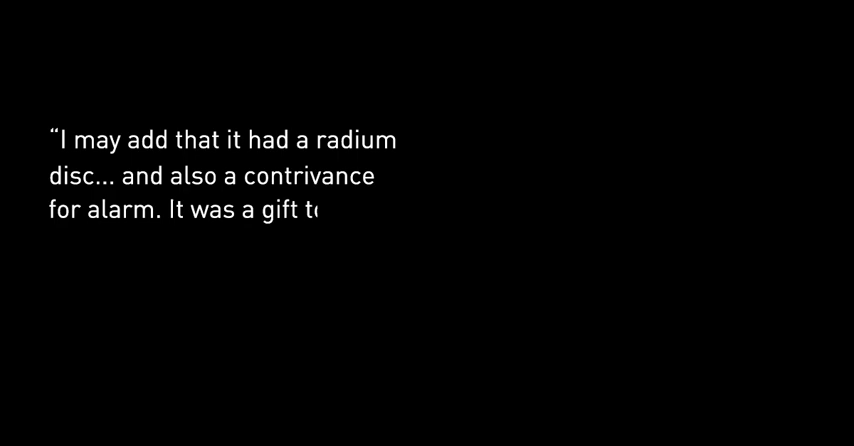 “I may add that it had a radium
disc... and also a contrivance
for alarm. It was a gift